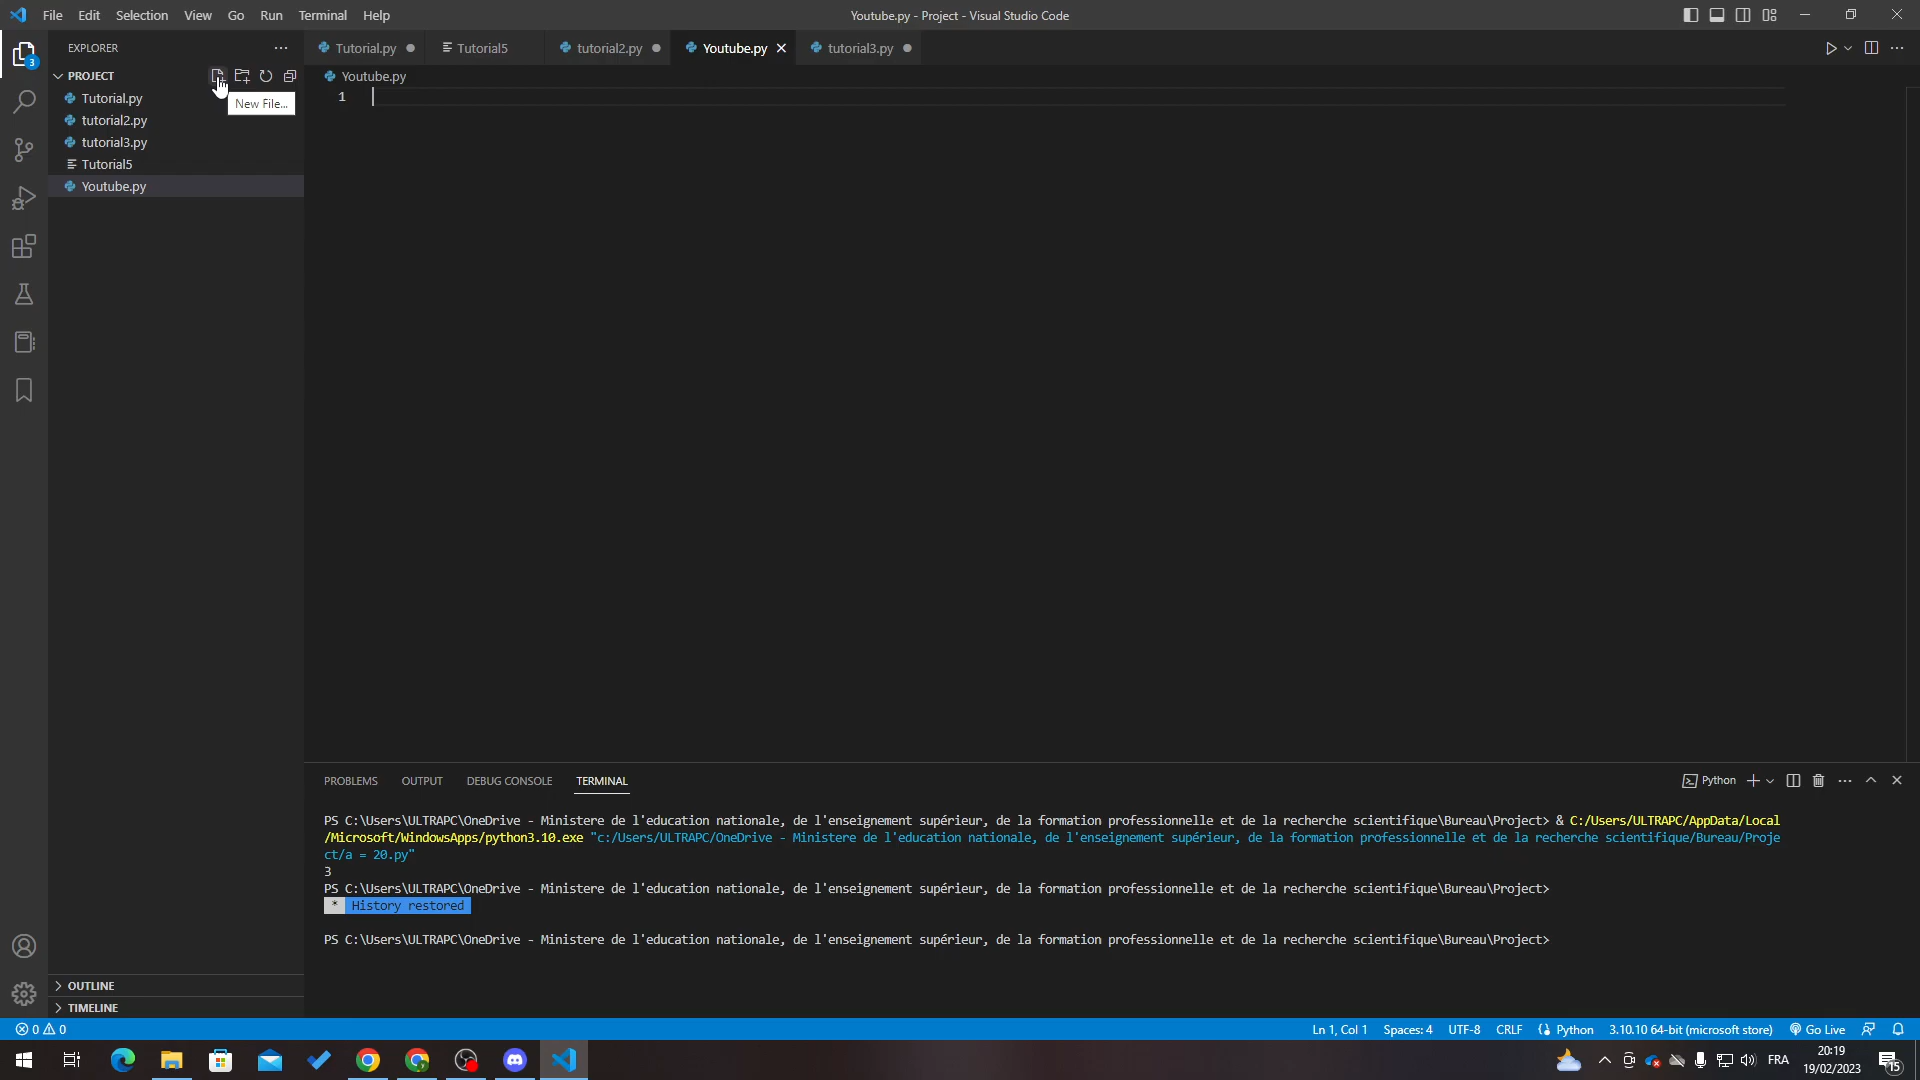 File Edit Selection View Go Run Terminal Help
Youtube.py - Project - Visual Studio Code
EXPLORER
Tutorial.py
Tutorial5
tutorial2.py
Youtube.py
tutorial3.py
3
PROJECT
Youtube.py
Tutorial.py
New File...
1
tutorial2.py
tutorial3.py
Tutorial5
Youtube.py
PROBLEMS OUTPUT DEBUG CONSOLE TERMINAL
Python
PS C:\Users\ULTRAPC\OneDrive - Ministere de l'education nationale, de l'enseignement supérieur, de la formation professionnelle et de la recherche scientifique\Bureau\Project> & C:/Users/ULTRAPC/AppData/Local
/Microsoft/WindowsApps/python3.10.exe "c:/Users/ULTRAPC/OneDrive - Ministere de l'education nationale, de l'enseignement supérieur, de la formation professionnelle et de la recherche scientifique/Bureau/Proje
ct/a = 20.py"
3
PS C:\Users\ULTRAPC\OneDrive - Ministere de l'education nationale, de l'enseignement supérieur, de la formation professionnelle et de la recherche scientifique\Bureau\Project>
* History restored
PS C:\Users\ULTRAPC\OneDrive - Ministere de l'education nationale, de l'enseignement supérieur, de la formation professionnelle et de la recherche scientifique\Bureau\Project>
OUTLINE
TIMELINE
0 0
Ln 1, Col 1 Spaces: 4 UTF-8 CRLF Python 3.10.10 64-bit (microsoft store) Go Live
FRA
20:19
19/02/2023
15